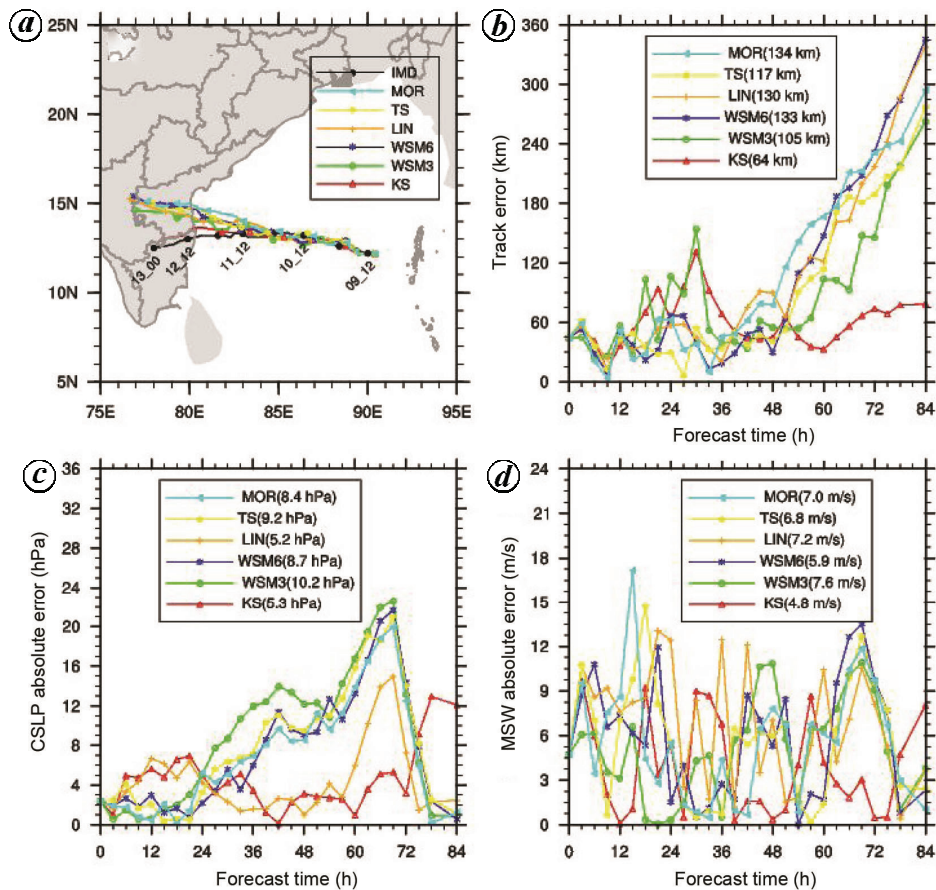 a
25N
20N
15N
10N
5N
75E
80E
85E
90E
95E
IMD
MOR
TS
LIN
WSM6
WSM3
KS
13_00
12_12
11_12
10_12
09_12
b
Track error (km)
360
300
240
180
120
60
0
MOR(134 km)
TS(117 km)
LIN(130 km)
WSM6(133 km)
WSM3(105 km)
KS(64 km)
0 12 24 36 48 60 72 84
Forecast time (h)
c
CSLP absolute error (hPa)
36
32
28
24
20
16
12
8
4
0
MOR(8.4 hPa)
TS(9.2 hPa)
LIN(5.2 hPa)
WSM6(8.7 hPa)
WSM3(10.2 hPa)
KS(5.3 hPa)
0 12 24 36 48 60 72 84
Forecast time (h)
d
MSW absolute error (m/s)
24
21
18
15
12
9
6
3
0
MOR(7.0 m/s)
TS(6.8 m/s)
LIN(7.2 m/s)
WSM6(5.9 m/s)
WSM3(7.6 m/s)
KS(4.8 m/s)
0 12 24 36 48 60 72 84
Forecast time (h)